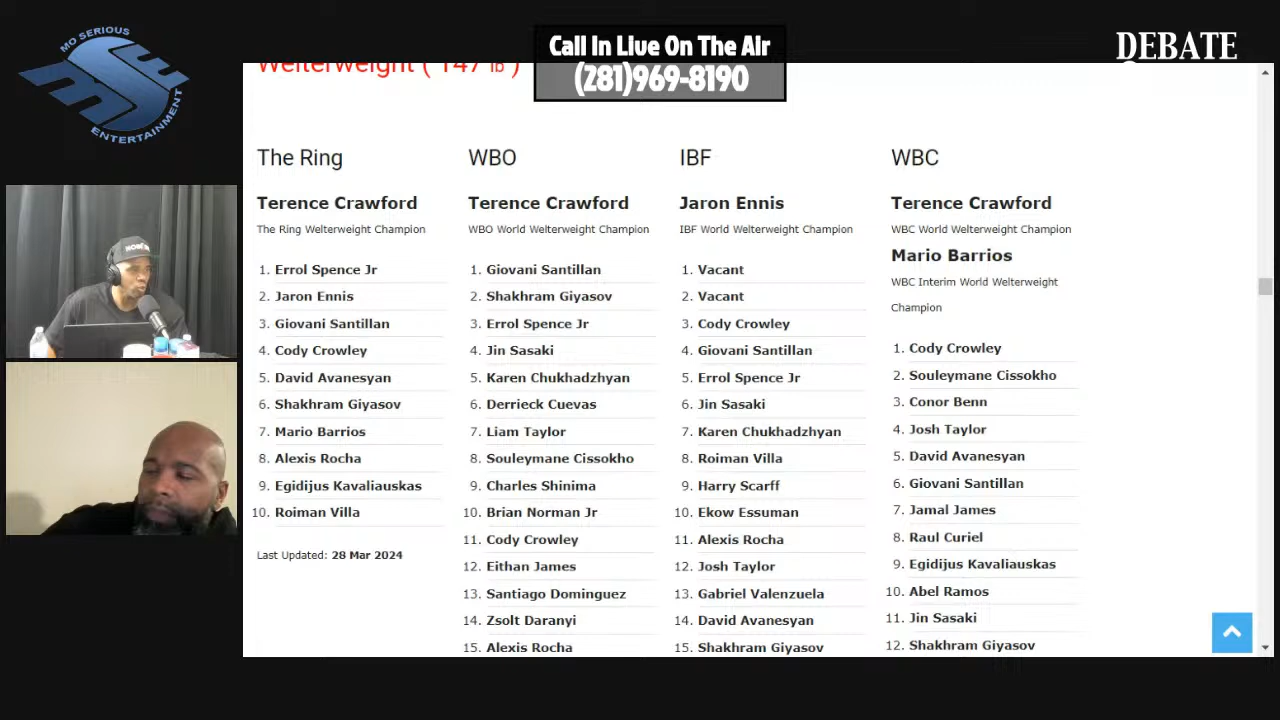 MO SERIOUS
ENTERTAINMENT
Call In Live On The Air
(281)969-8190
DEBATE
Welterweight ( 147 lb )
The Ring
Terence Crawford
The Ring Welterweight Champion
1. Errol Spence Jr
2. Jaron Ennis
3. Giovani Santillan
4. Cody Crowley
5. David Avanesyan
6. Shakhram Giyasov
7. Mario Barrios
8. Alexis Rocha
9. Egidijus Kavaliauskas
10. Roiman Villa
Last Updated: 28 Mar 2024
WBO
Terence Crawford
WBO World Welterweight Champion
1. Giovani Santillan
2. Shakhram Giyasov
3. Errol Spence Jr
4. Jin Sasaki
5. Karen Chukhadzhyan
6. Derrieck Cuevas
7. Liam Taylor
8. Souleymane Cissokho
9. Charles Shinima
10. Brian Norman Jr
11. Cody Crowley
12. Eithan James
13. Santiago Dominguez
14. Zsolt Daranyi
15. Alexis Rocha
IBF
Jaron Ennis
IBF World Welterweight Champion
1. Vacant
2. Vacant
3. Cody Crowley
4. Giovani Santillan
5. Errol Spence Jr
6. Jin Sasaki
7. Karen Chukhadzhyan
8. Roiman Villa
9. Harry Scarff
10. Ekow Essuman
11. Alexis Rocha
12. Josh Taylor
13. Gabriel Valenzuela
14. David Avanesyan
15. Shakhram Giyasov
WBC
Terence Crawford
WBC World Welterweight Champion
Mario Barrios
WBC Interim World Welterweight
Champion
1. Cody Crowley
2. Souleymane Cissokho
3. Conor Benn
4. Josh Taylor
5. David Avanesyan
6. Giovani Santillan
7. Jamal James
8. Raul Curiel
9. Egidijus Kavaliauskas
10. Abel Ramos
11. Jin Sasaki
12. Shakhram Giyasov